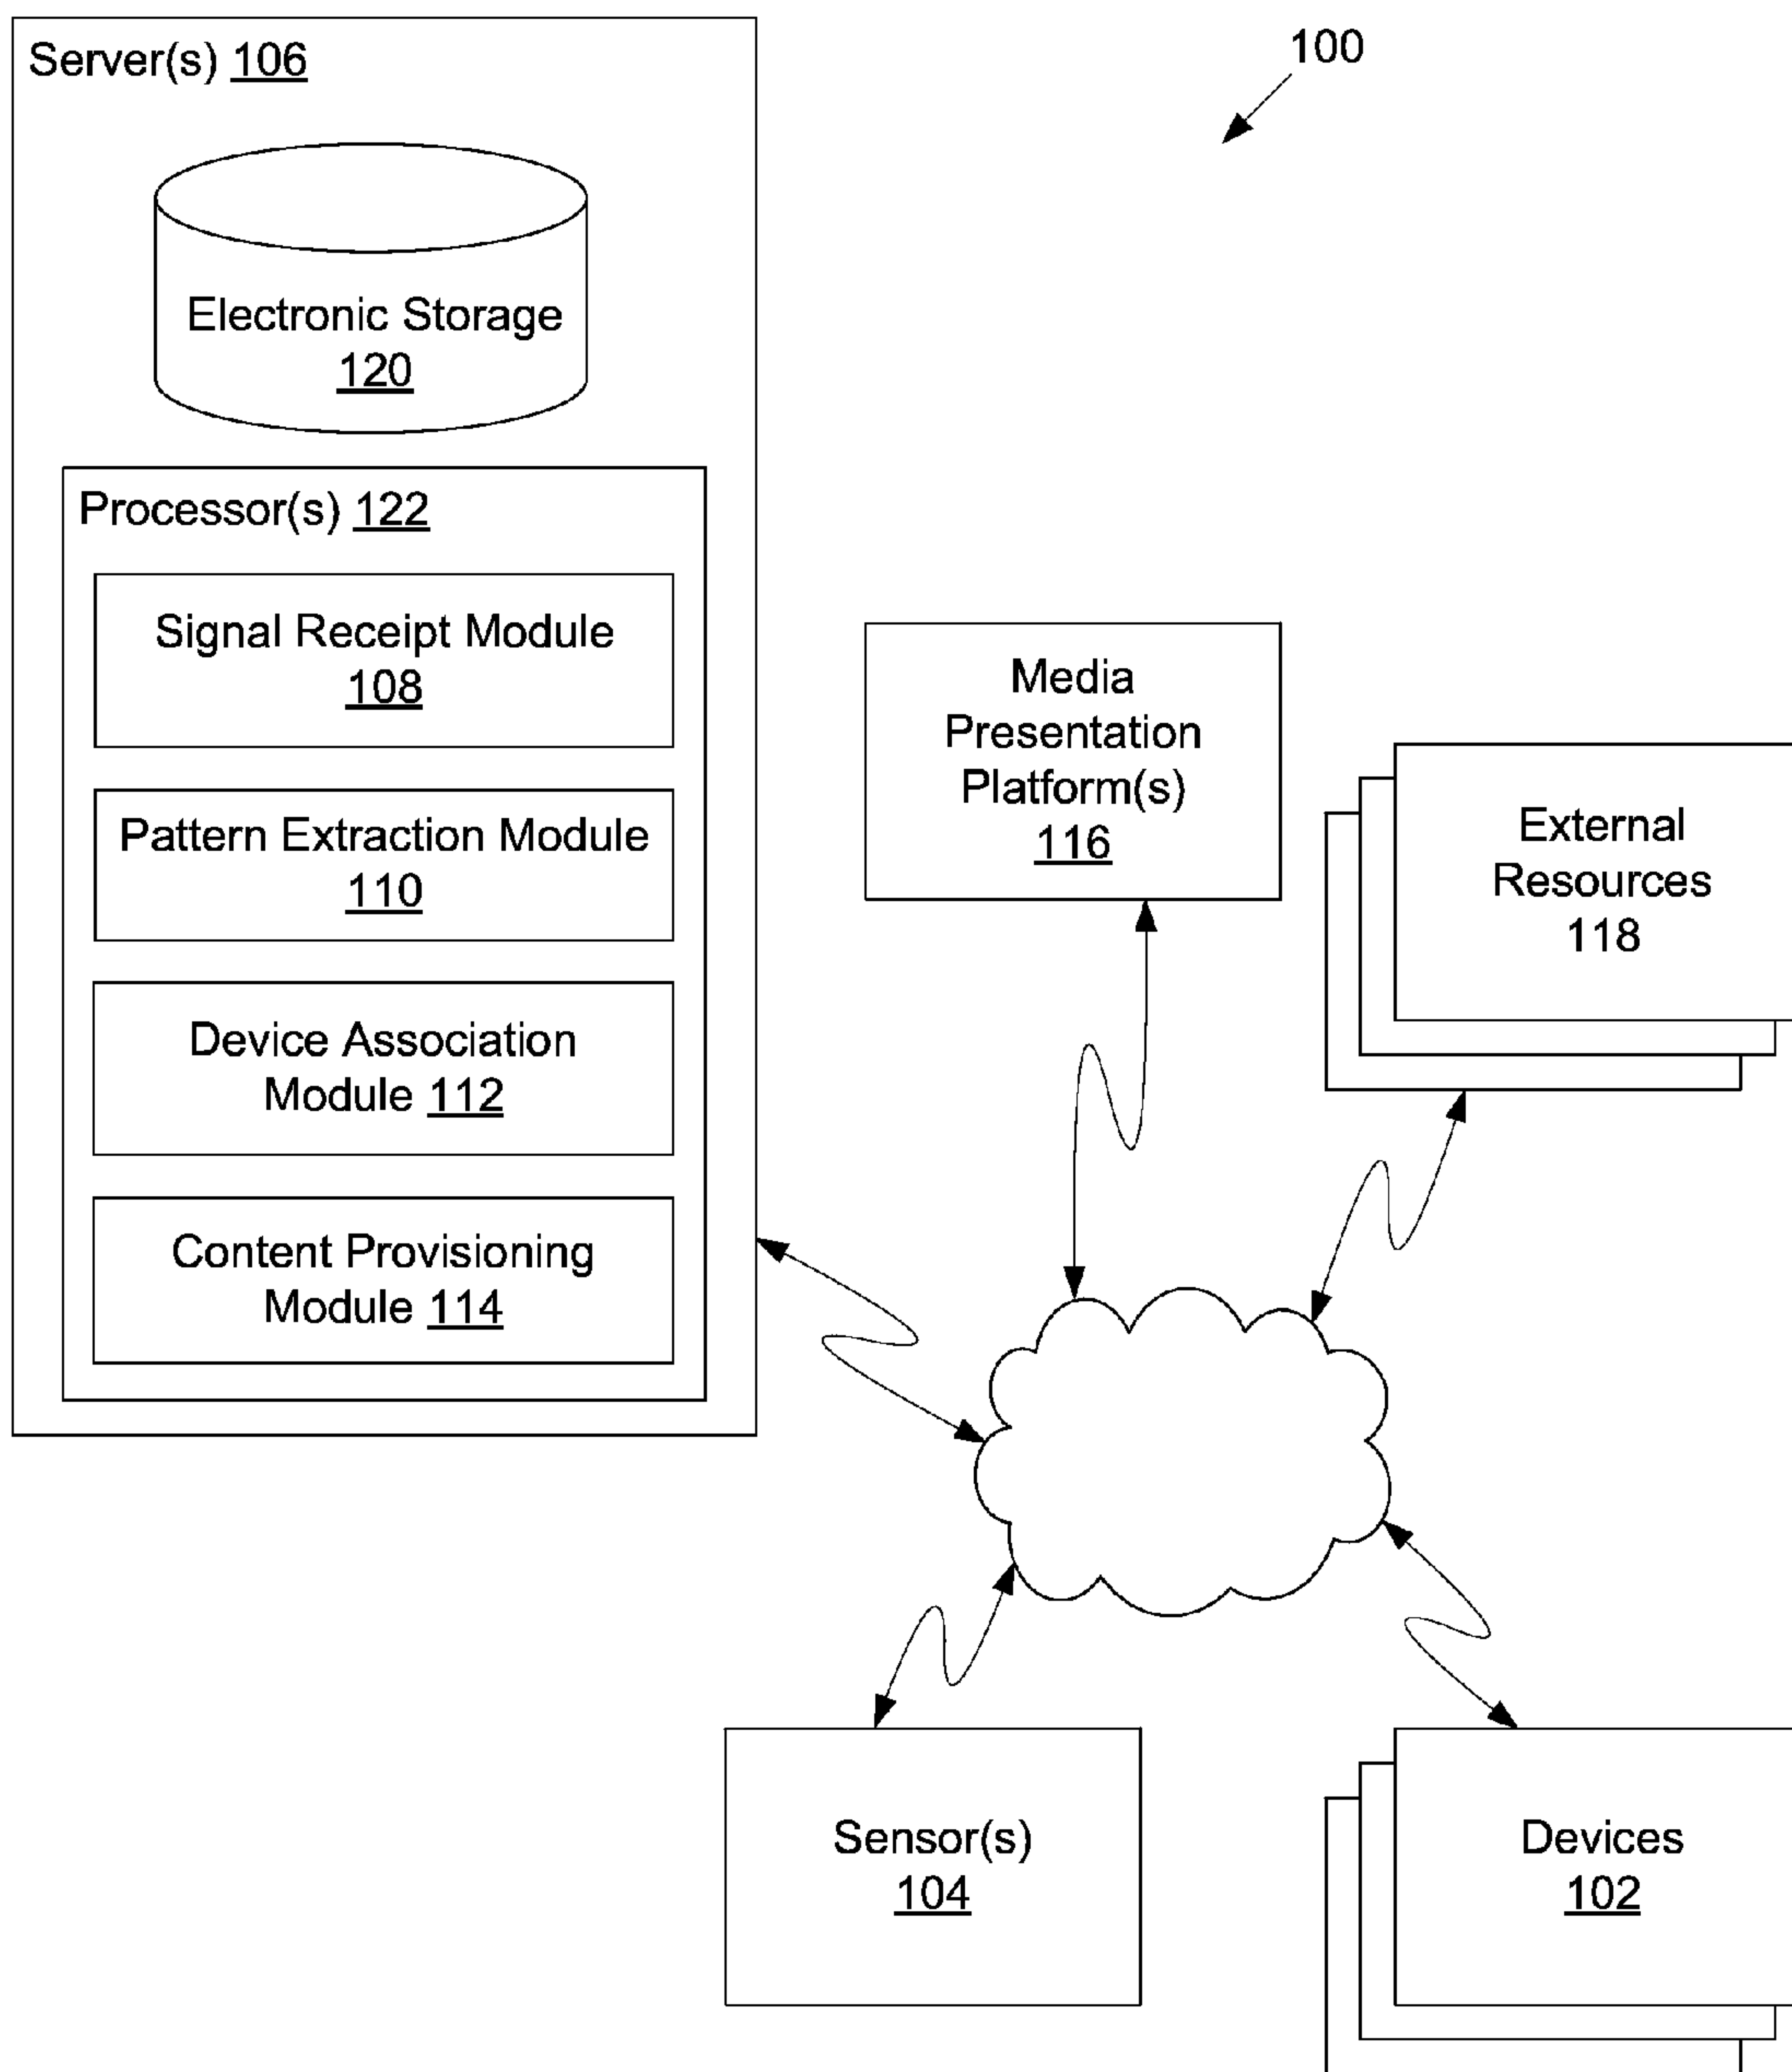 Server(s) 106
100
Electronic Storage
120
Processor(s) 122
Signal Receipt Module
108
Pattern Extraction Module
110
Device Association
Module 112
Content Provisioning
Module 114
Media
Presentation
Platform(s)
116
External
Resources
118
Sensor(s)
104
Devices
102